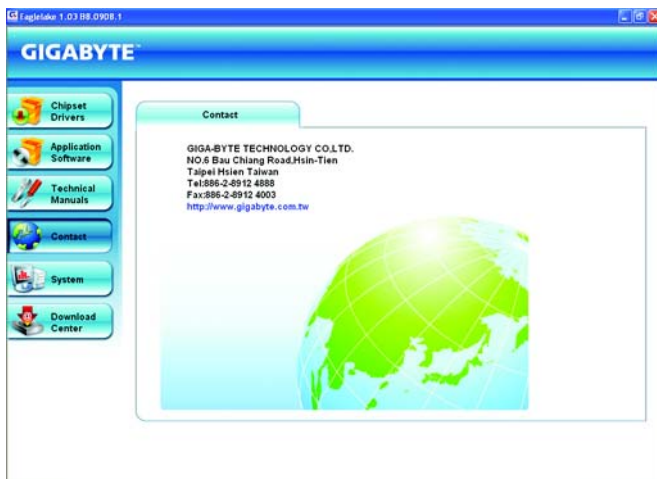 Eaglelake 1.03 B8.0908.1
GIGABYTE™
Chipset
Drivers
Application
Software
Technical
Manuals
Contact
System
Download
Center
Contact
GIGA-BYTE TECHNOLOGY CO,LTD.
NO.6 Bau Chiang Road,Hsin-Tien
Taipei Hsien Taiwan
Tel:886-2-8912 4888
Fax:886-2-8912 4003
http://www.gigabyte.com.tw